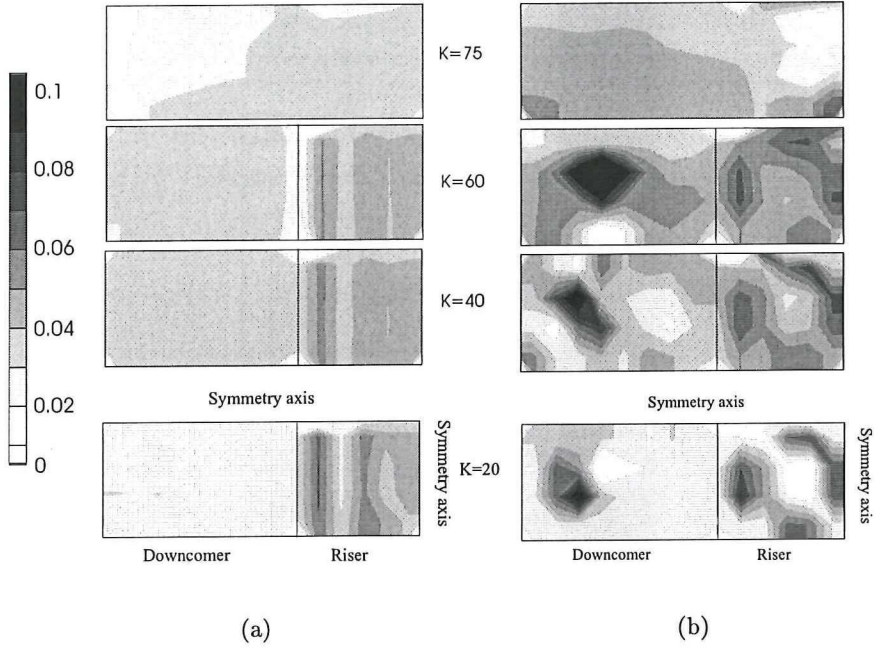 0.1
0.08
0.06
0.04
0.02
0
K=75
K=60
K=40
Symmetry axis
Symmetry axis
K=20
Downcomer
Riser
(a)
Symmetry axis
Symmetry axis
Downcomer
Riser
(b)